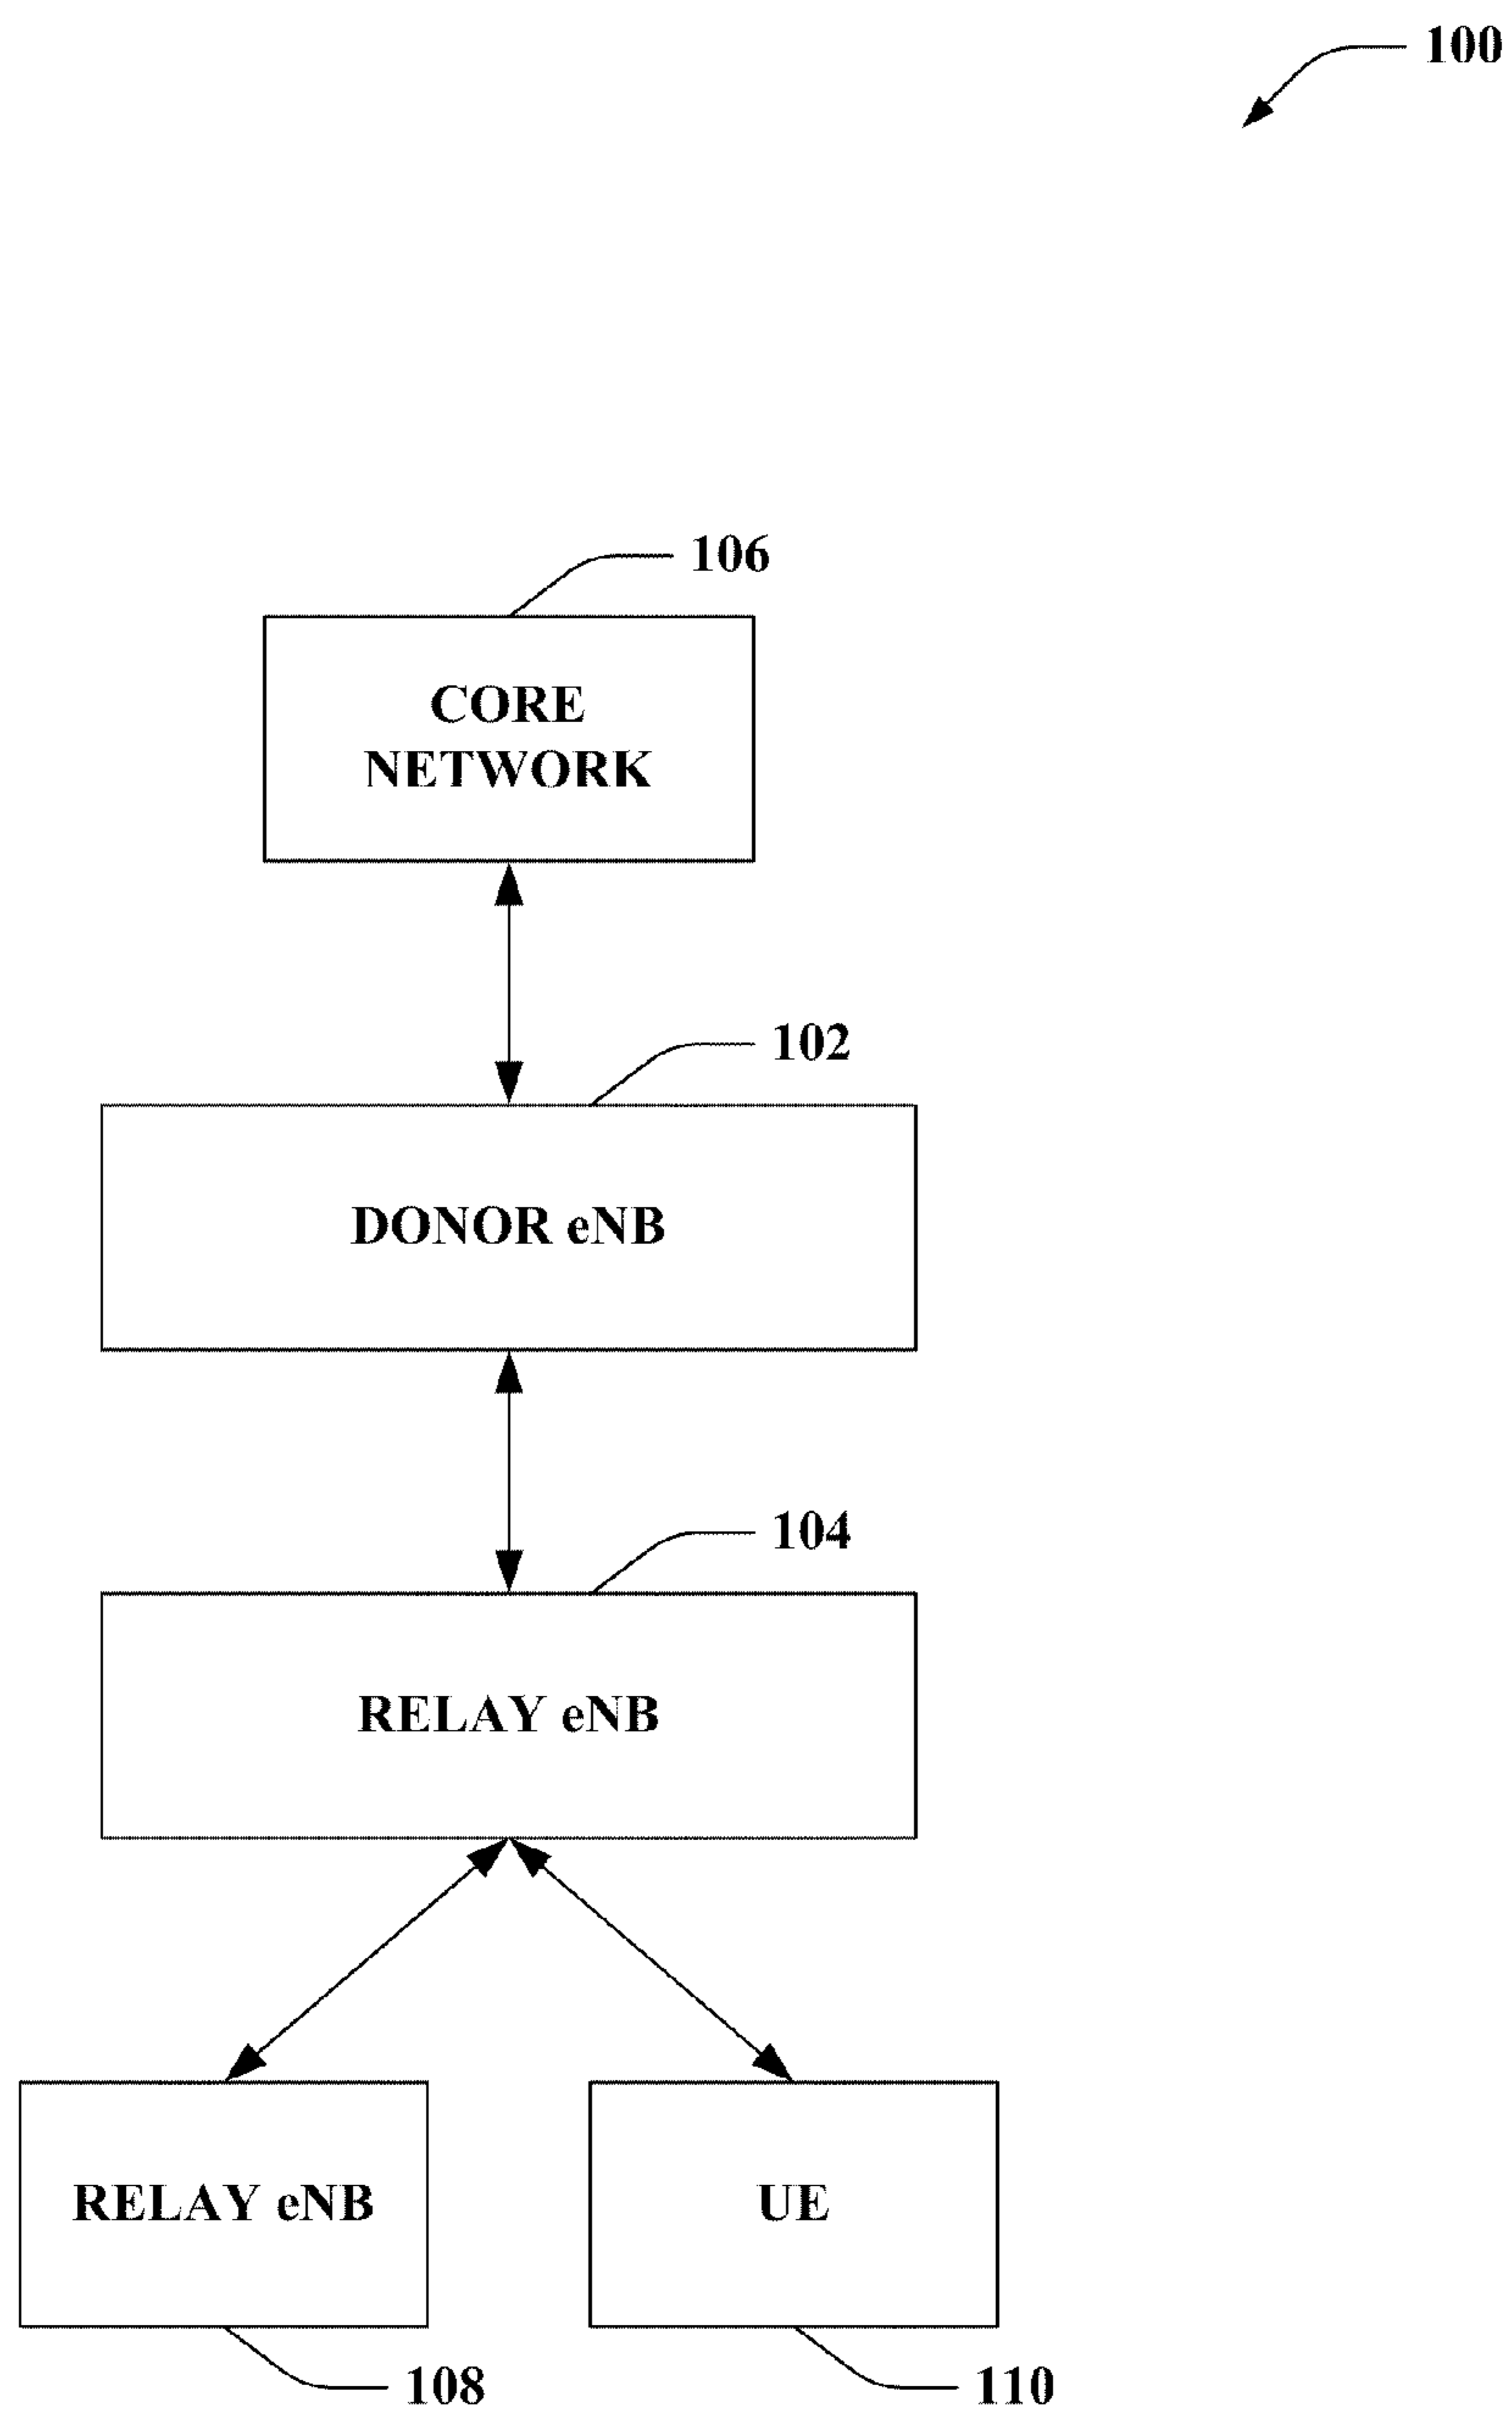 100
106
CORE
NETWORK
102
DONOR eNB
104
RELAY eNB
RELAY eNB
UE
108
110